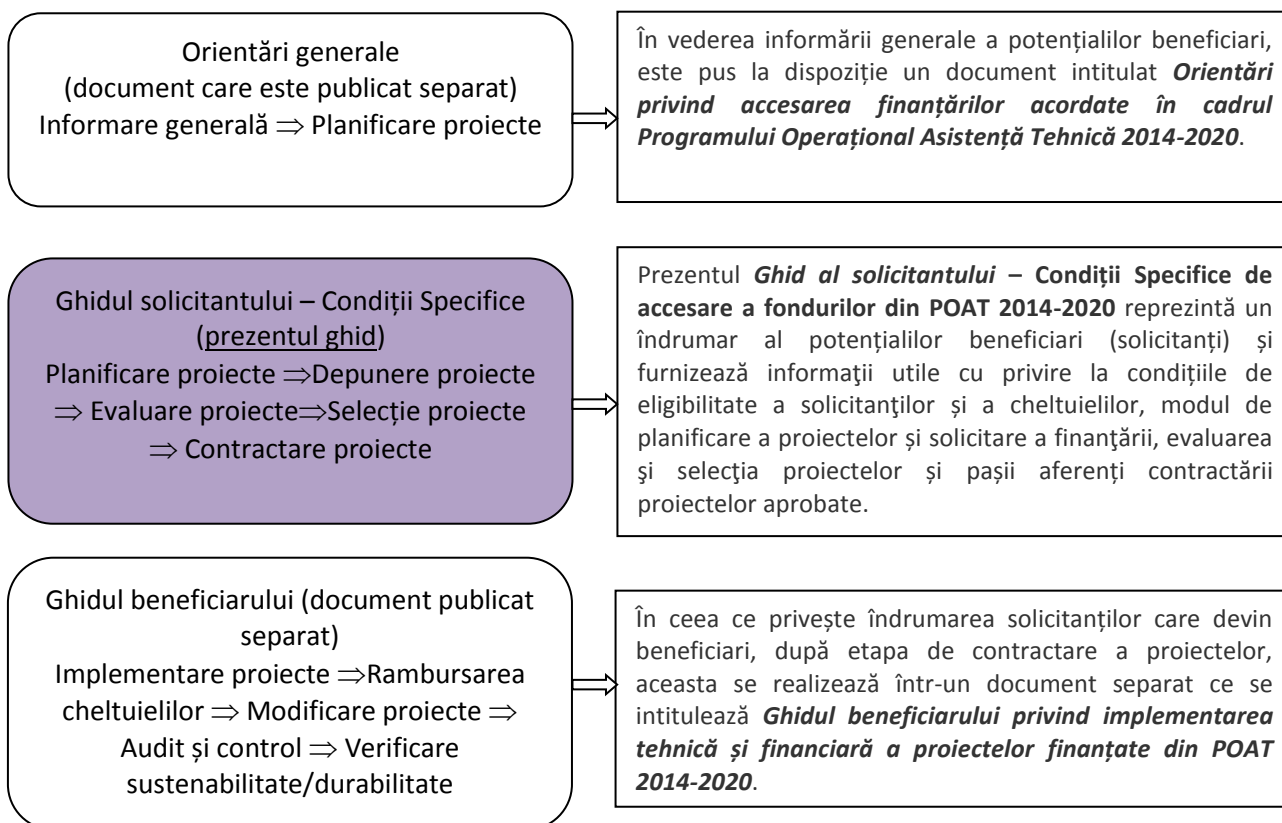 Orientări generale
(document care este publicat separat)
Informare generală ⇒ Planificare proiecte
În vederea informării generale a potențialilor beneficiari,
este pus la dispoziție un document intitulat Orientări
privind accesarea finanțărilor acordate în cadrul
Programului Operațional Asistență Tehnică 2014-2020.
Ghidul solicitantului – Condiții Specifice
(prezentul ghid)
Planificare proiecte ⇒Depunere proiecte
⇒ Evaluare proiecte⇒Selecție proiecte
⇒ Contractare proiecte
Prezentul Ghid al solicitantului – Condiții Specifice de
accesare a fondurilor din POAT 2014-2020 reprezintă un
îndrumar al potențialilor beneficiari (solicitanți) și
furnizează informaţii utile cu privire la condițiile de
eligibilitate a solicitanţilor și a cheltuielilor, modul de
planificare a proiectelor și solicitare a finanţării, evaluarea
şi selecţia proiectelor și pașii aferenți contractării
proiectelor aprobate.
Ghidul beneficiarului (document publicat
separat)
Implementare proiecte ⇒Rambursarea
cheltuielilor ⇒ Modificare proiecte ⇒
Audit și control ⇒ Verificare
sustenabilitate/durabilitate
În ceea ce privește îndrumarea solicitanților care devin
beneficiari, după etapa de contractare a proiectelor,
aceasta se realizează într-un document separat ce se
intitulează Ghidul beneficiarului privind implementarea
tehnică și financiară a proiectelor finanțate din POAT
2014-2020.